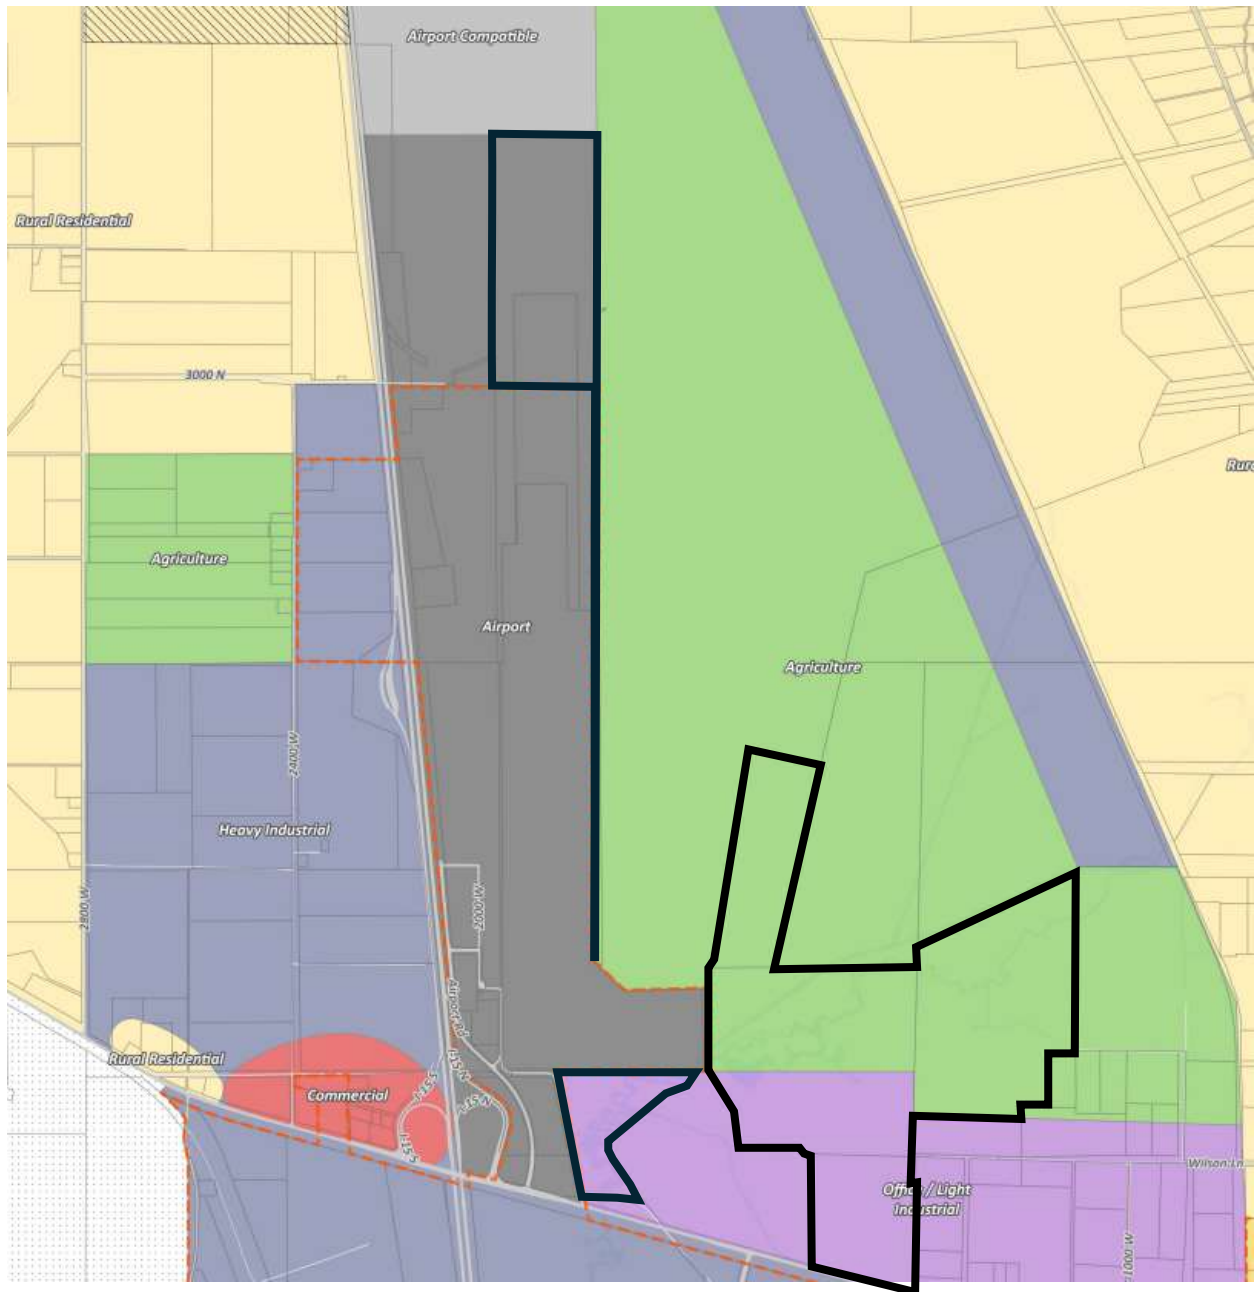 Airport Compatible
Rural Residential
3000 N
Rura
Agriculture
Airport
Agriculture
2400 W
Heavy Industrial
2800 W
2000 W
Airport Rd
I-15 N
Rural Residential
I-15 S
I-15 N
Commercial
I-15 S
Wilson Ln
Office / Light
Industrial
1000 W